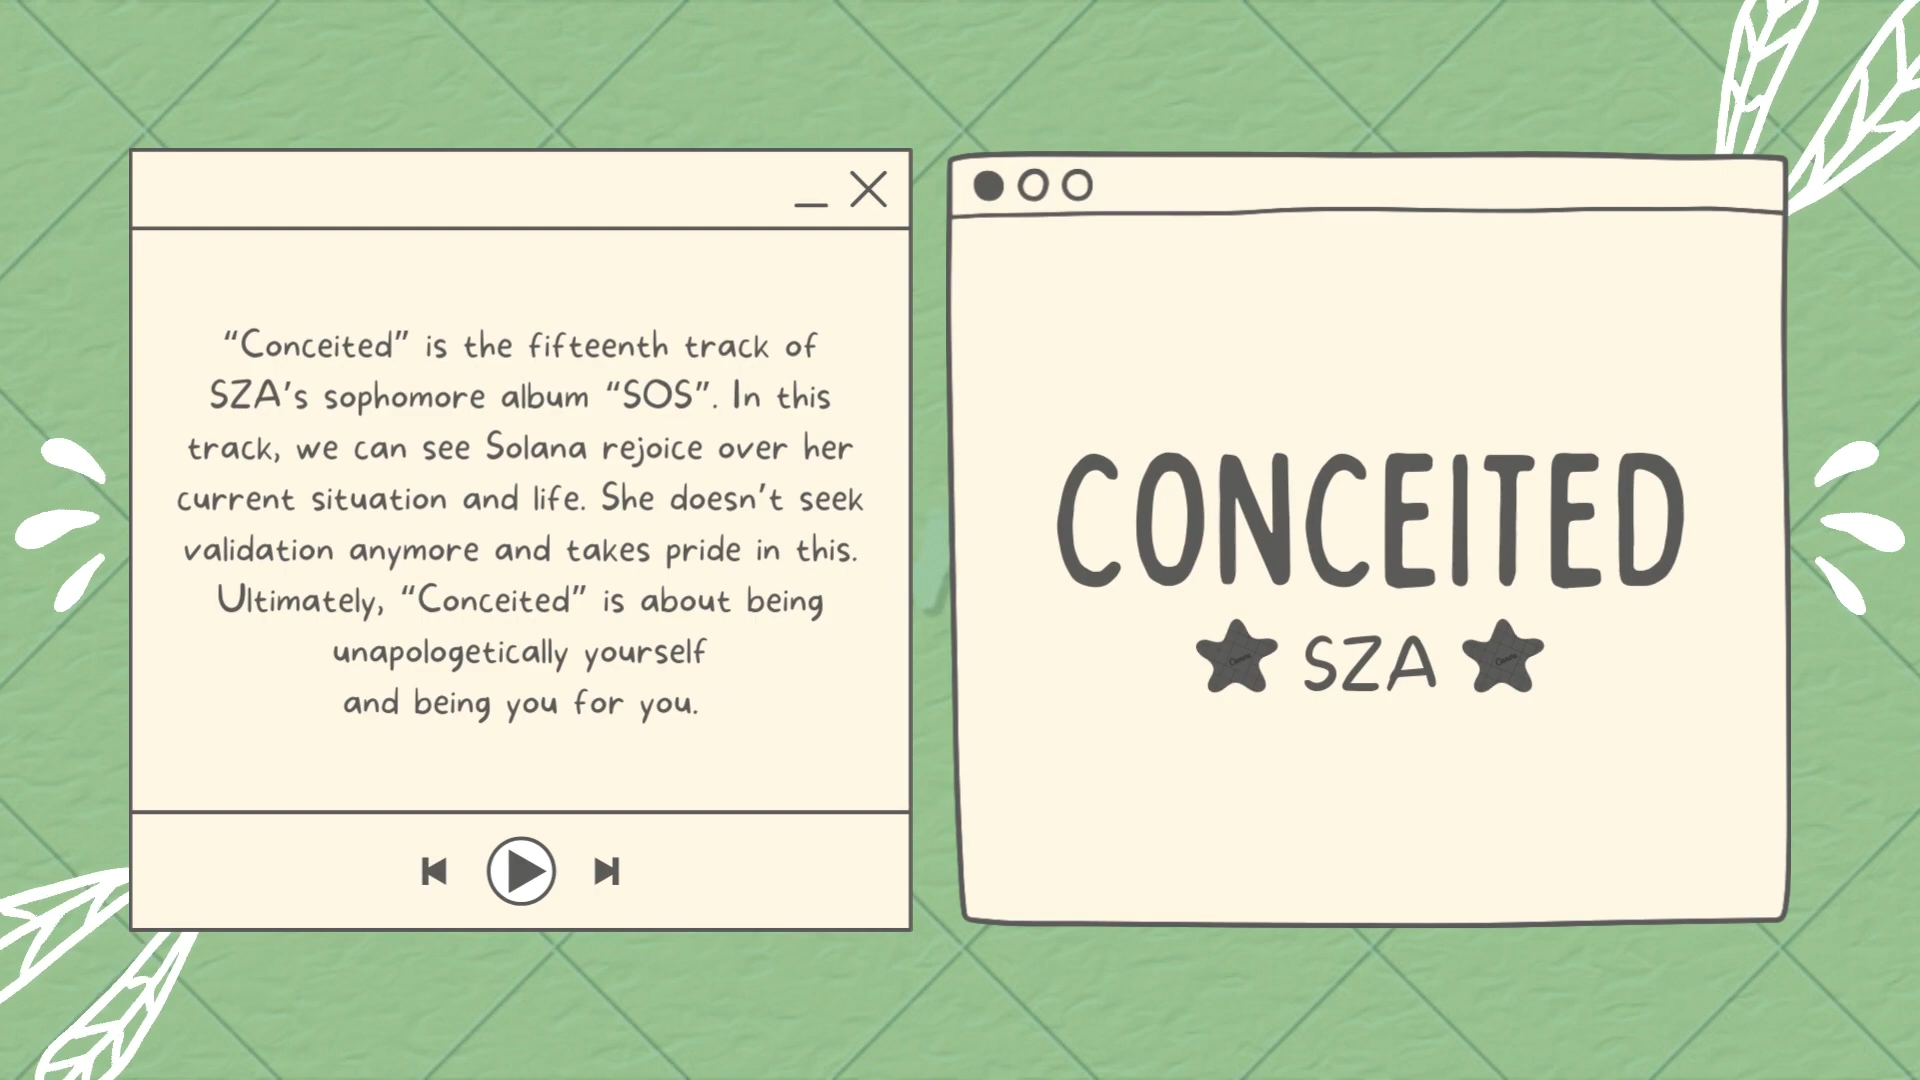 “Conceited” is the fifteenth track of
SZA’s sophomore album “SOS”. In this
track, we can see Solana rejoice over her
current situation and life. She doesn’t seek
validation anymore and takes pride in this.
Ultimately, “Conceited” is about being
unapologetically yourself
and being you for you.
CONCEITED
SZA